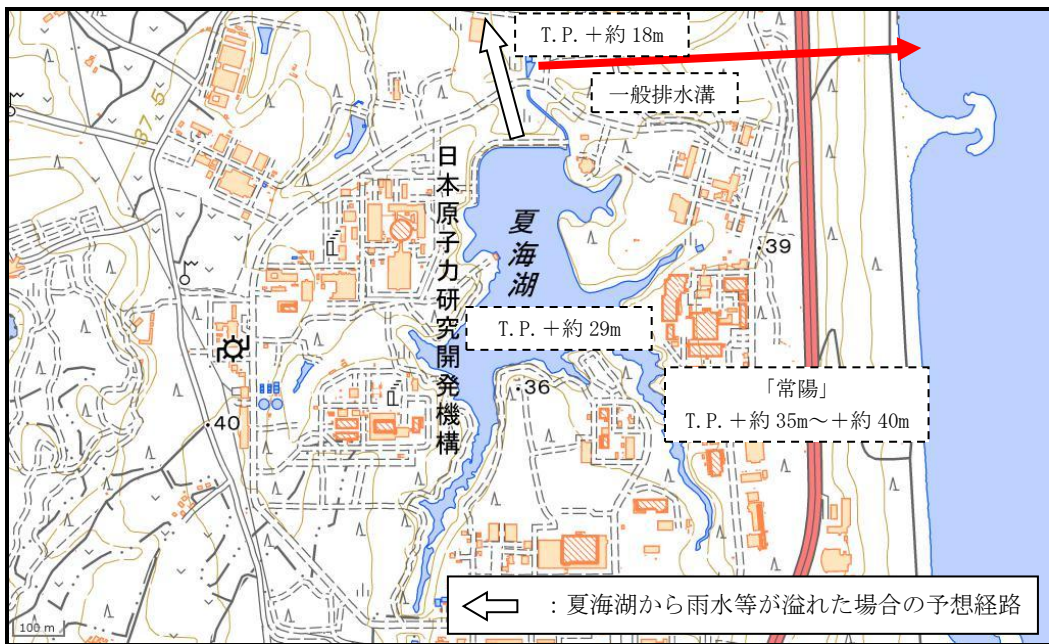 T.P.＋約 18m
一般排水溝
37.5
日本原子力研究開発機構
夏海湖
・39
T.P.＋約 29m
・36
「常陽」
T.P.＋約 35m～＋約 40m
・40
：夏海湖から雨水等が溢れた場合の予想経路
100 m